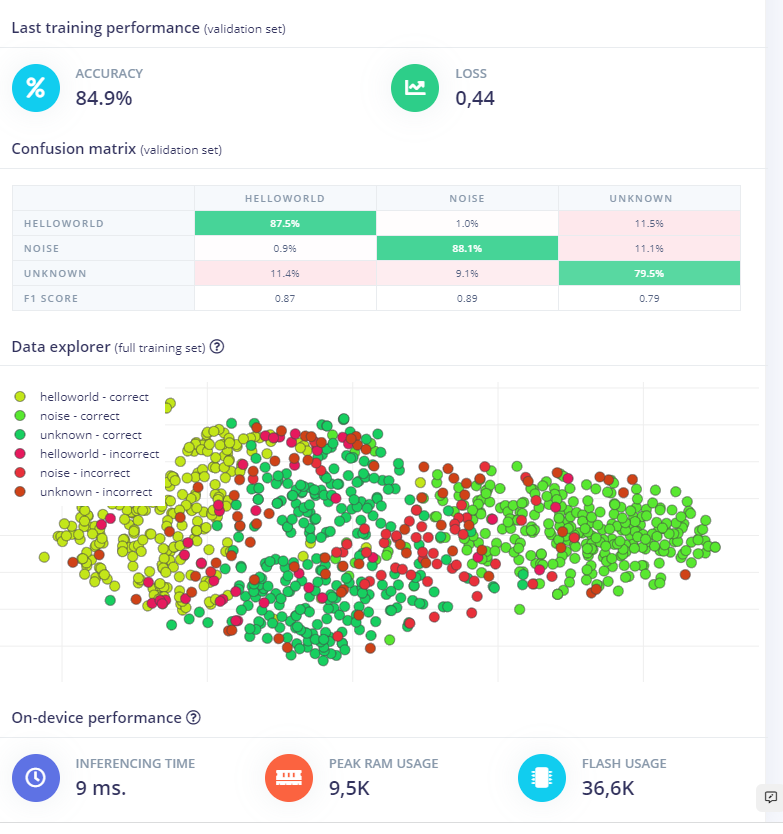 Last training performance (validation set)
ACCURACY
84.9%
LOSS
0,44
Confusion matrix (validation set)
HELLOWORLD NOISE UNKNOWN
HELLOWORLD 87.5% 1.0% 11.5%
NOISE 0.9% 88.1% 11.1%
UNKNOWN 11.4% 9.1% 79.5%
F1 SCORE 0.87 0.89 0.79
Data explorer (full training set) ?
helloworld - correct
noise - correct
unknown - correct
helloworld - incorrect
noise - incorrect
unknown - incorrect
On-device performance ?
INFERENCING TIME
9 ms.
PEAK RAM USAGE
9,5K
FLASH USAGE
36,6K